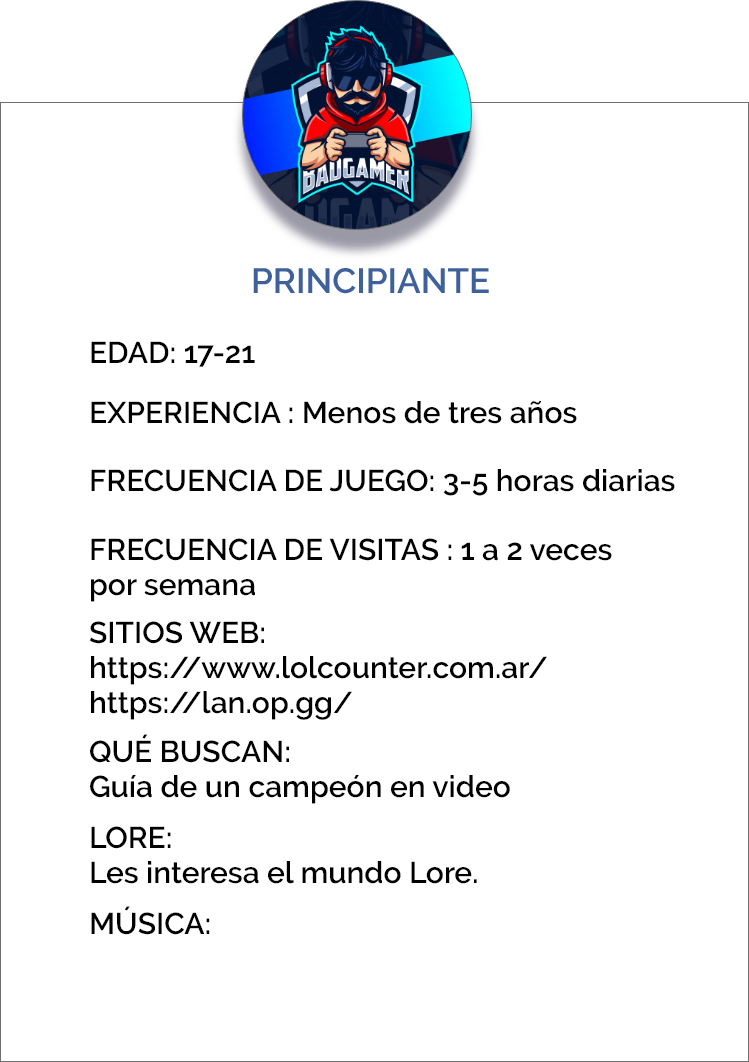 BADGAMER
PRINCIPIANTE
EDAD: 17-21
EXPERIENCIA : Menos de tres años
FRECUENCIA DE JUEGO: 3-5 horas diarias
FRECUENCIA DE VISITAS : 1 a 2 veces
por semana
SITIOS WEB:
https://www.lolcounter.com.ar/
https://lan.op.gg/
QUÉ BUSCAN:
Guía de un campeón en video
LORE:
Les interesa el mundo Lore.
MÚSICA: